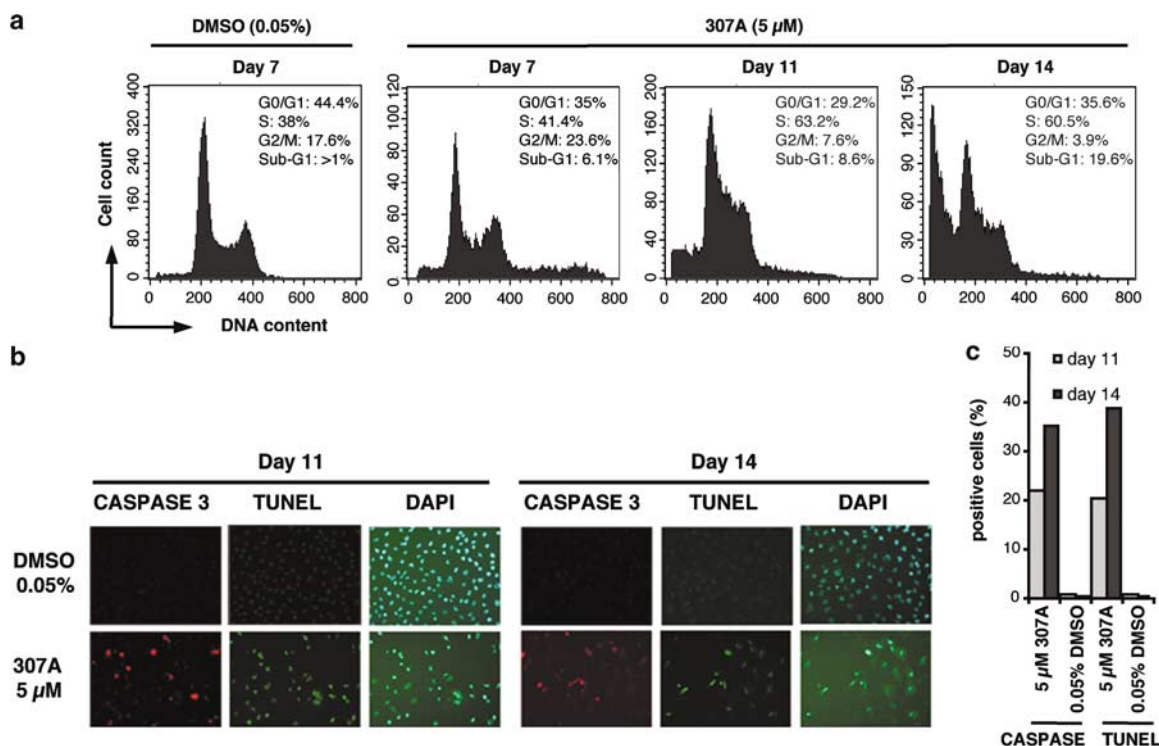 a
DMSO (0.05%)
307A (5 µM)
Day 7
Day 7
Day 11
Day 14
Cell count
DNA content
400
320
240
160
80
0
G0/G1: 44.4%
S: 38%
G2/M: 17.6%
Sub-G1: >1%
0 200 400 600 800
120
100
80
60
40
20
0
G0/G1: 35%
S: 41.4%
G2/M: 23.6%
Sub-G1: 6.1%
0 200 400 600 800
200
160
120
80
40
0
G0/G1: 29.2%
S: 63.2%
G2/M: 7.6%
Sub-G1: 8.6%
0 200 400 600 800
150
120
90
60
30
0
G0/G1: 35.6%
S: 60.5%
G2/M: 3.9%
Sub-G1: 19.6%
0 200 400 600 800
b
Day 11
Day 14
CASPASE 3 TUNEL DAPI CASPASE 3 TUNEL DAPI
DMSO
0.05%
307A
5 µM
c
50
40
30
20
10
0
positive cells (%)
day 11
day 14
5 µM 307A
0.05% DMSO
5 µM 307A
0.05% DMSO
CASPASE TUNEL